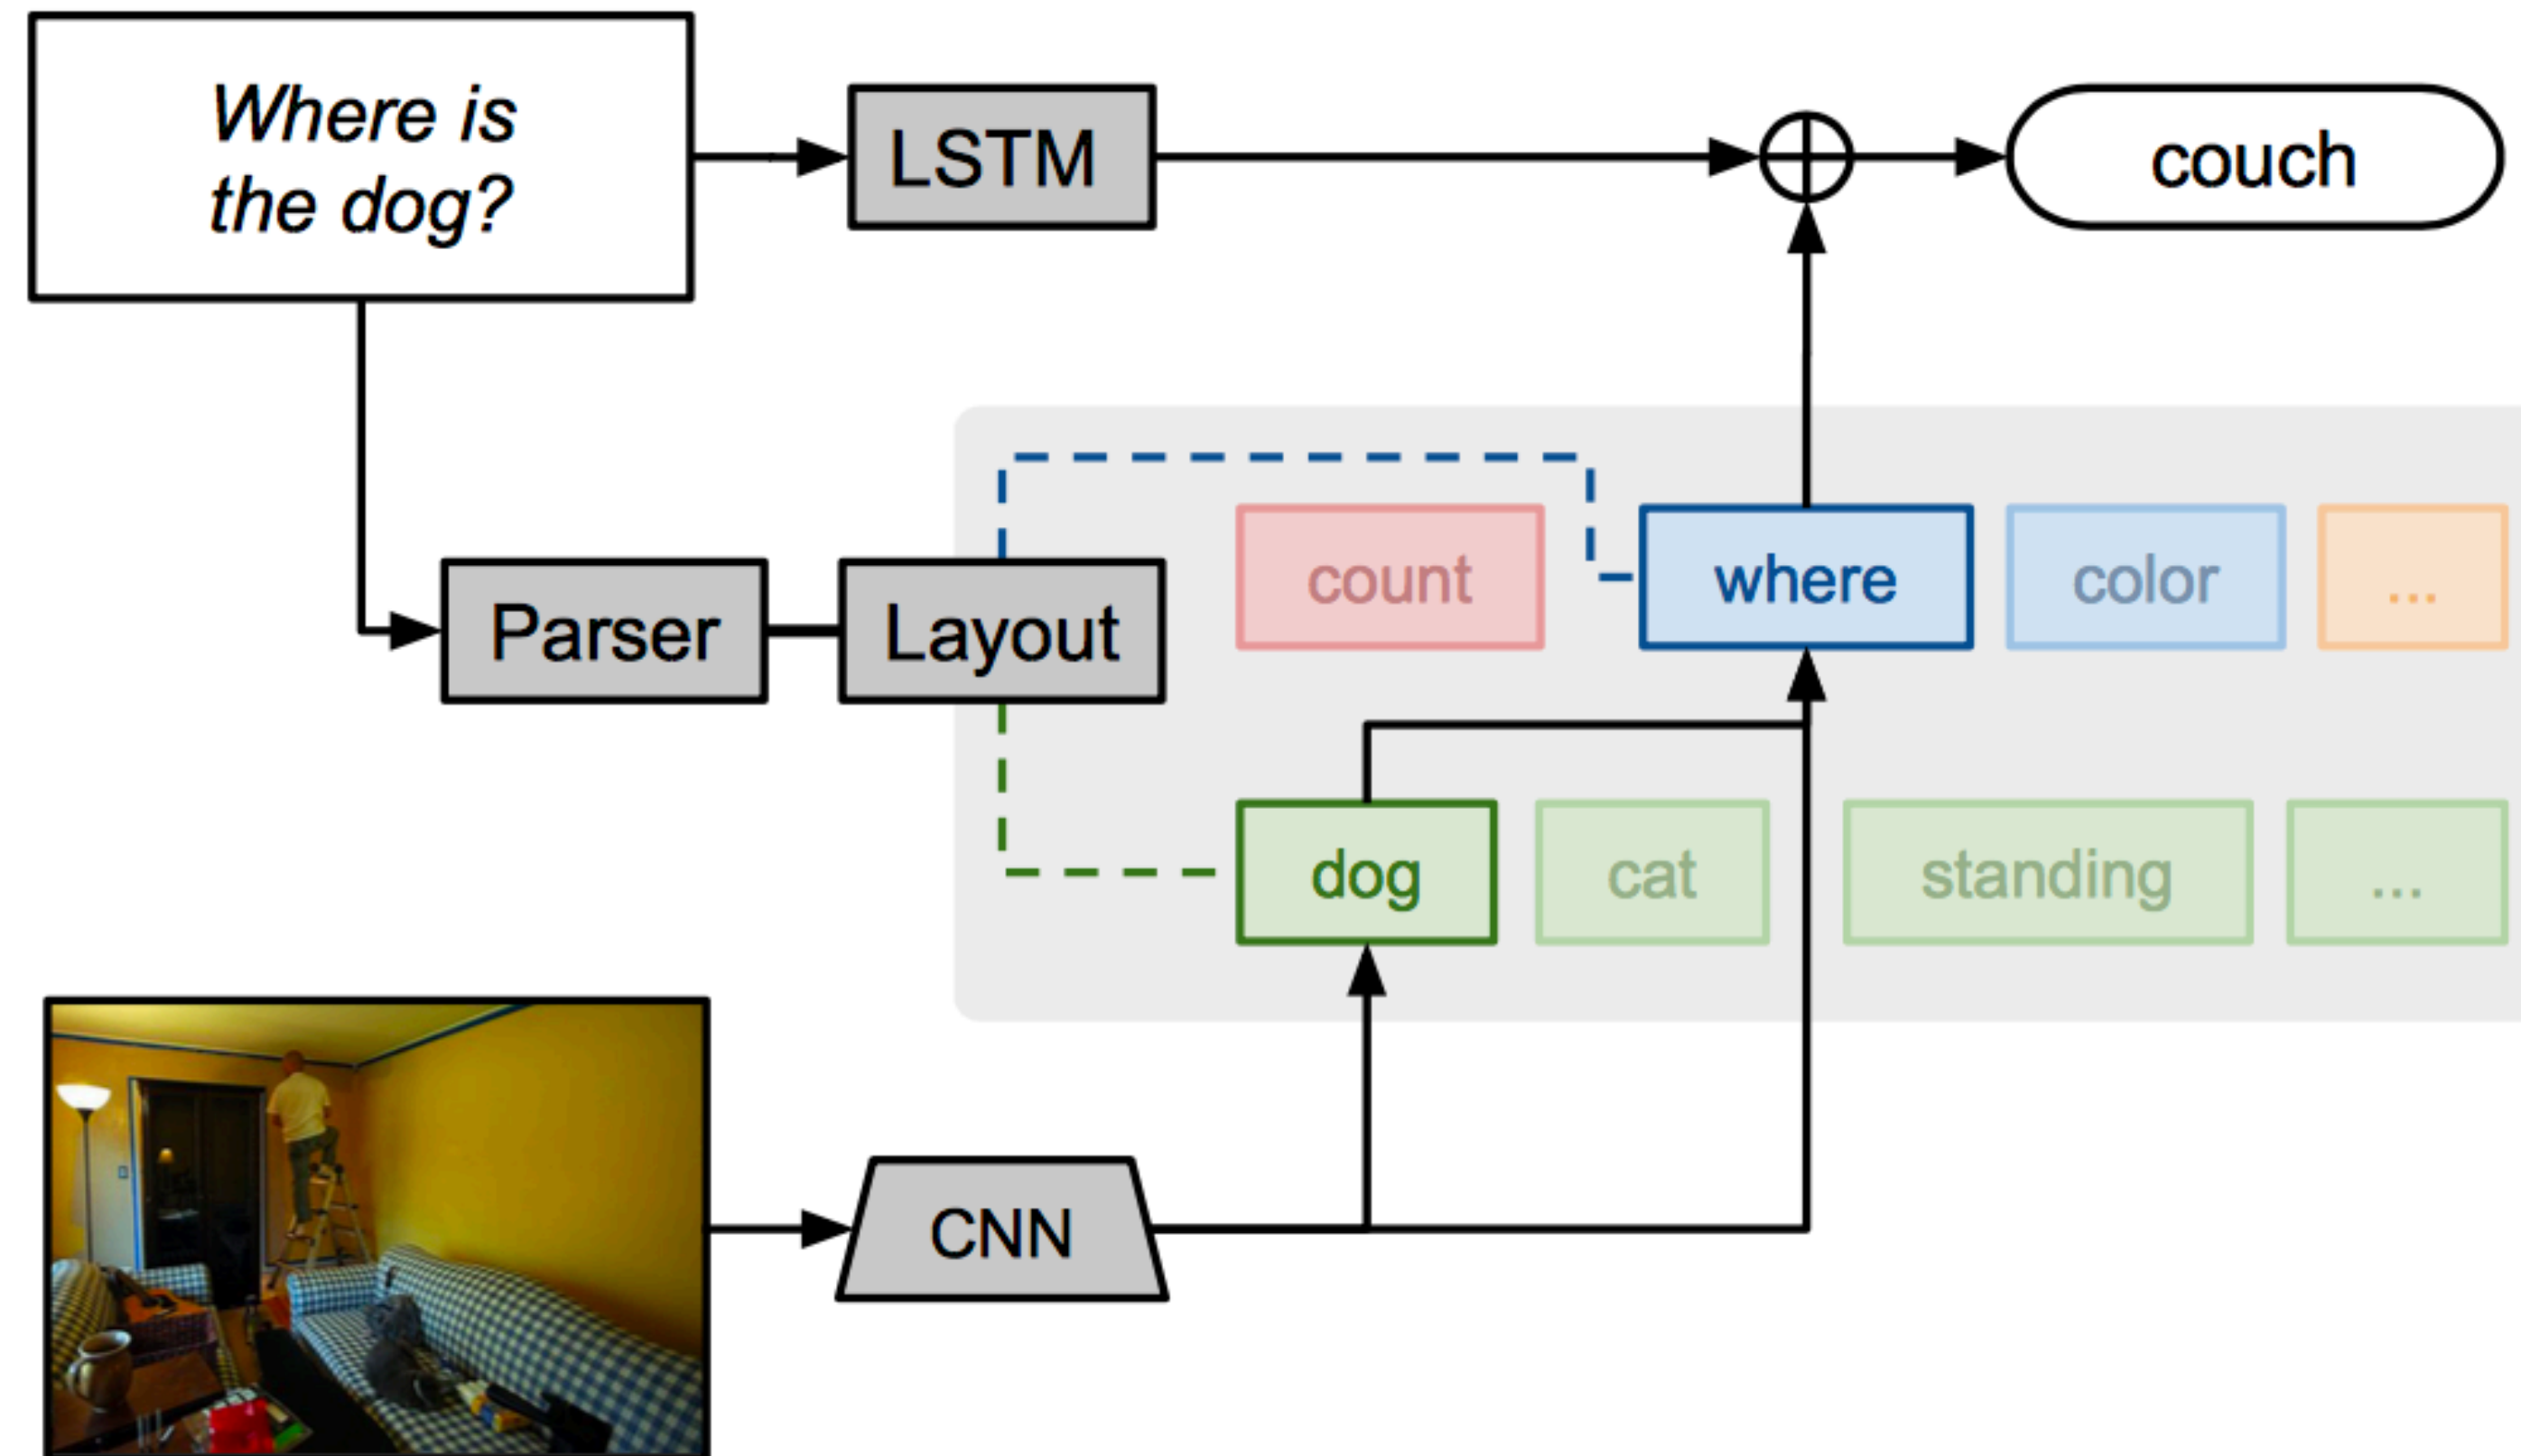 Where is
the dog?
LSTM
couch
count
where
color
...
Parser
Layout
dog
cat
standing
...
CNN